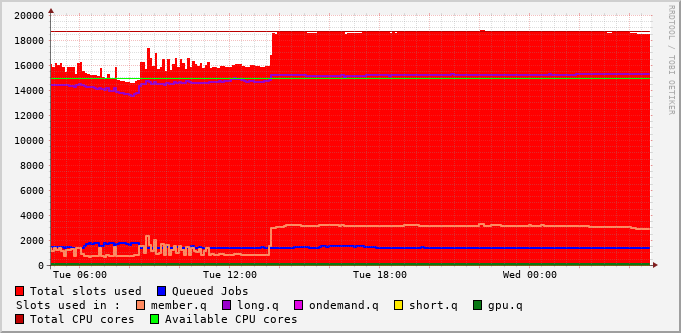 20000
18000
16000
14000
12000
10000
8000
6000
4000
2000
0
Tue 06:00 Tue 12:00 Tue 18:00 Wed 00:00
RRDTOOL / TOBI OETIKER
Total slots used Queued Jobs
Slots used in : member.q long.q ondemand.q short.q gpu.q
Total CPU cores Available CPU cores